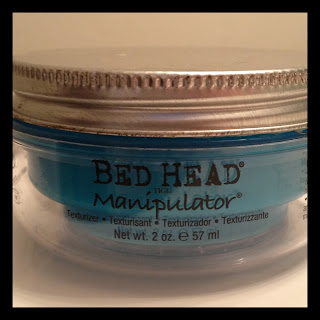 BED HEAD®
TIGI
Manipulator®
Texturizer • Texturisant • Texturizador • Texturizzante
Net wt. 2 oz. ℮ 57 ml